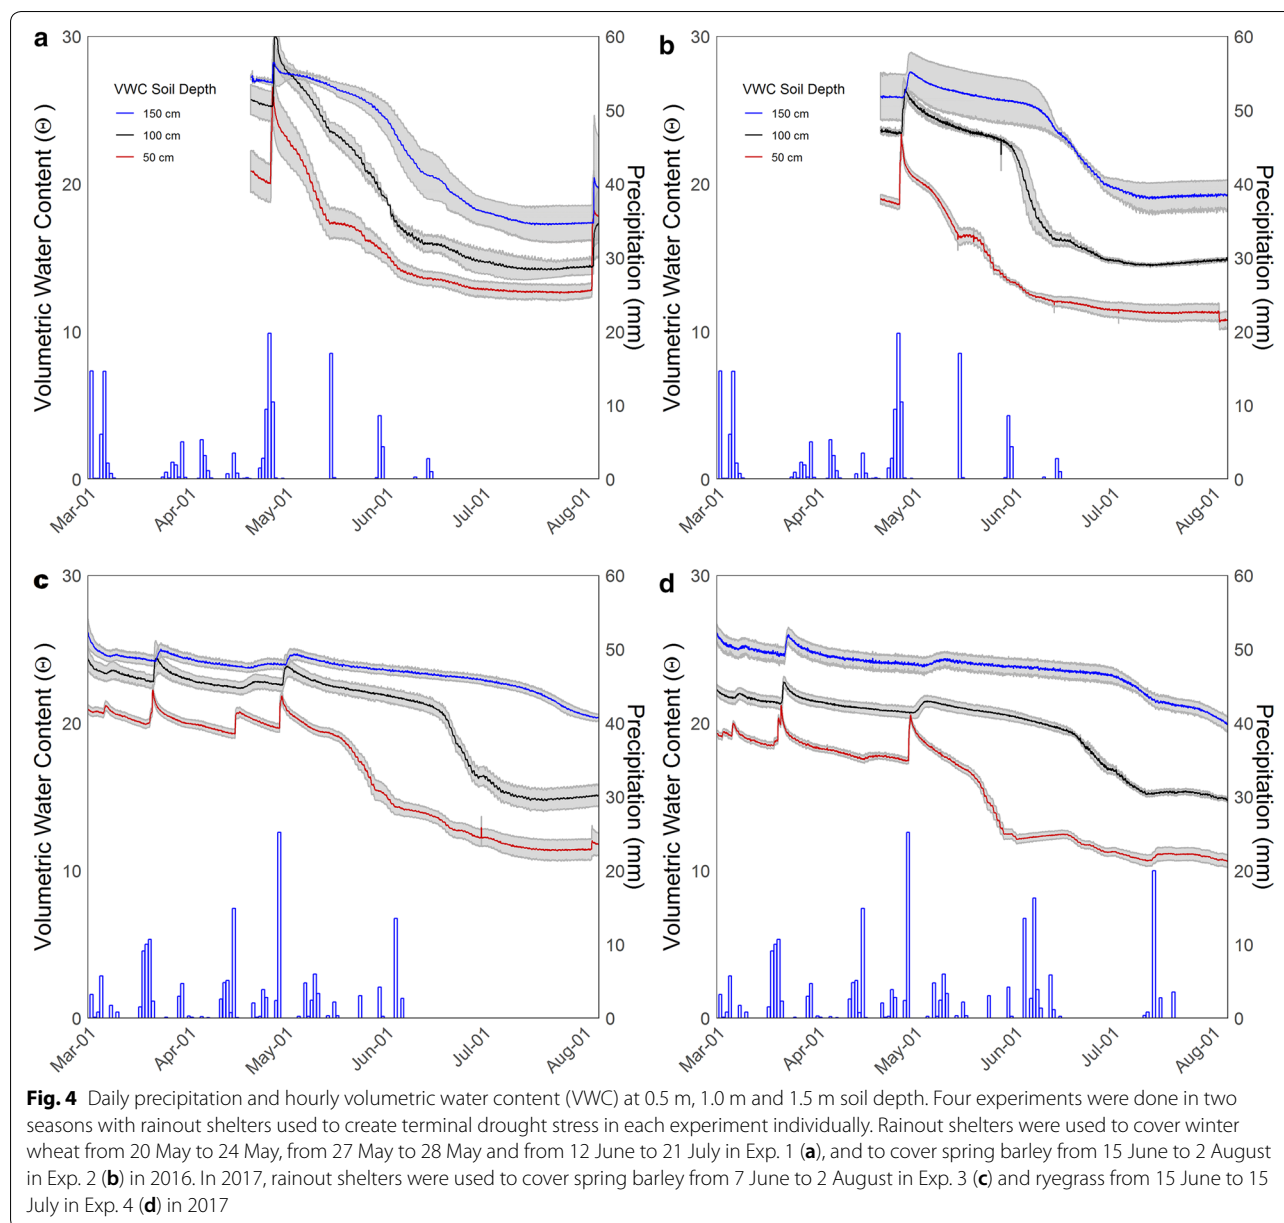 a
30
20
10
0
Volumetric Water Content (Θ)
VWC Soil Depth
150 cm
100 cm
50 cm
60
50
40
30
20
10
0
Precipitation (mm)
Mar-01
Apr-01
May-01
Jun-01
Jul-01
Aug-01
b
30
20
10
0
Volumetric Water Content (Θ)
VWC Soil Depth
150 cm
100 cm
50 cm
60
50
40
30
20
10
0
Precipitation (mm)
Mar-01
Apr-01
May-01
Jun-01
Jul-01
Aug-01
c
30
20
10
0
Volumetric Water Content (Θ)
60
50
40
30
20
10
0
Precipitation (mm)
Mar-01
Apr-01
May-01
Jun-01
Jul-01
Aug-01
d
30
20
10
0
Volumetric Water Content (Θ)
60
50
40
30
20
10
0
Precipitation (mm)
Mar-01
Apr-01
May-01
Jun-01
Jul-01
Aug-01
Fig. 4 Daily precipitation and hourly volumetric water content (VWC) at 0.5 m, 1.0 m and 1.5 m soil depth. Four experiments were done in two
seasons with rainout shelters used to create terminal drought stress in each experiment individually. Rainout shelters were used to cover winter
wheat from 20 May to 24 May, from 27 May to 28 May and from 12 June to 21 July in Exp. 1 (a), and to cover spring barley from 15 June to 2 August
in Exp. 2 (b) in 2016. In 2017, rainout shelters were used to cover spring barley from 7 June to 2 August in Exp. 3 (c) and ryegrass from 15 June to 15
July in Exp. 4 (d) in 2017